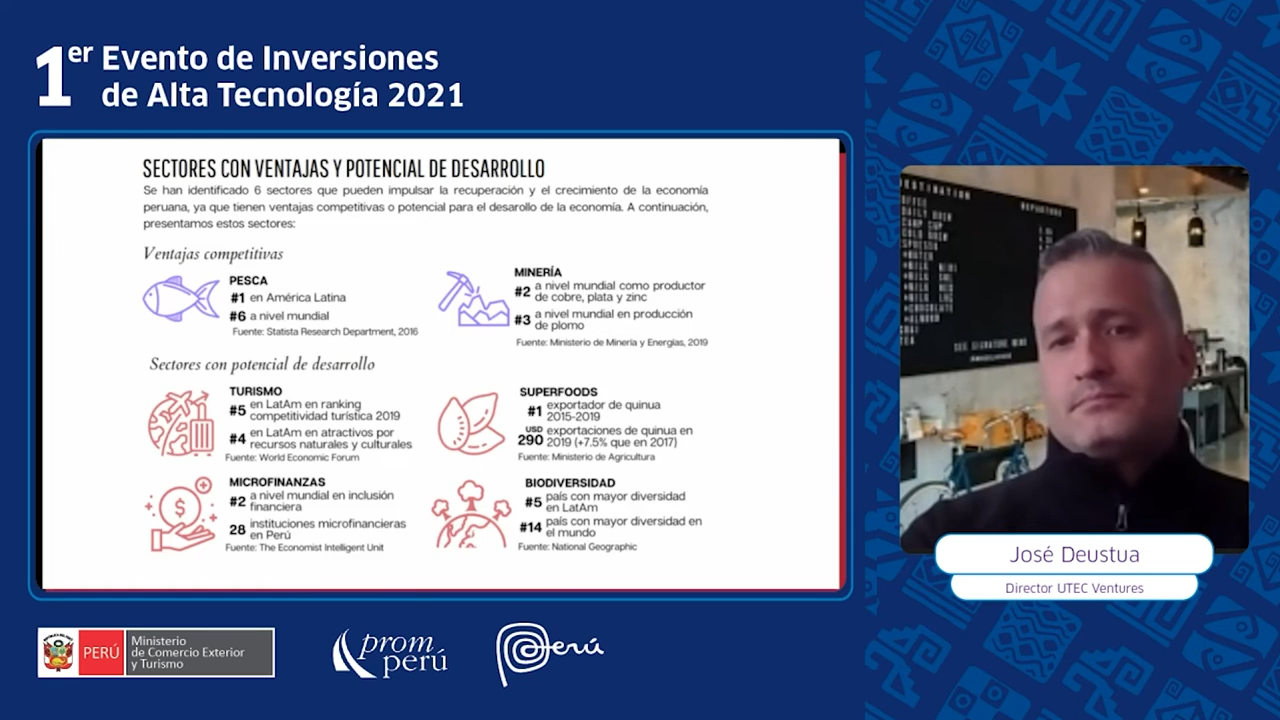 1er Evento de Inversiones
de Alta Tecnología 2021
SECTORES CON VENTAJAS Y POTENCIAL DE DESARROLLO
Se han identificado 6 sectores que pueden impulsar la recuperación y el crecimiento de la economía
peruana, ya que tienen ventajas competitivas o potencial para el desarollo de la economía. A continuación,
presentamos estos sectores:
Ventajas competitivas
PESCA
#1 en América Latina
#6 a nivel mundial
Fuente: Statista Research Department, 2016
MINERÍA
#2 a nivel mundial como productor
de cobre, plata y zinc
#3 a nivel mundial en producción
de plomo
Fuente: Ministerio de Minería y Energías, 2019
Sectores con potencial de desarrollo
TURISMO
#5 en LatAm en ranking
competitividad turística 2019
#4 en LatAm en atractivos por
recursos naturales y culturales
Fuente: World Economic Forum
SUPERFOODS
#1 exportador de quinua
2015-2019
USD
290 exportaciones de quinua en
2019 (+7.5% que en 2017)
Fuente: Ministerio de Agricultura
MICROFINANZAS
#2 a nivel mundial en inclusión
financiera
28 instituciones microfinancieras
en Perú
Fuente: The Economist Intelligent Unit
BIODIVERSIDAD
#5 país con mayor diversidad
en LatAm
#14 país con mayor diversidad en
el mundo
Fuente: National Geographic
José Deustua
Director UTEC Ventures
PERÚ
Ministerio
de Comercio Exterior
y Turismo
prom
perú
Perú